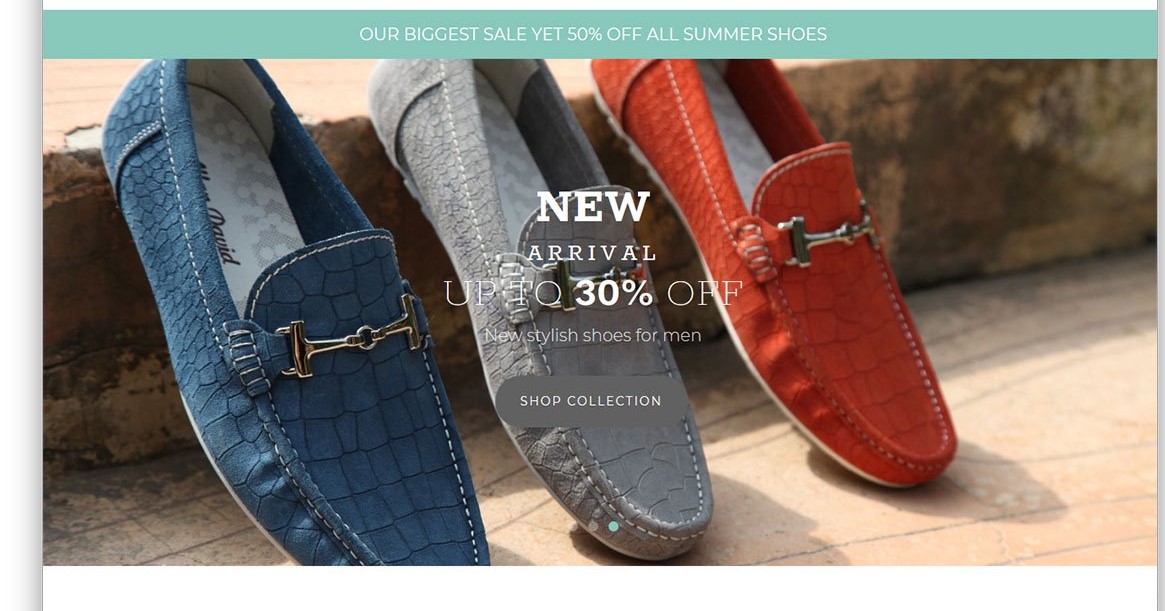 OUR BIGGEST SALE YET 50% OFF ALL SUMMER SHOES
NEW
ARRIVAL
UP TO 30% OFF
New stylish shoes for men
SHOP COLLECTION
David